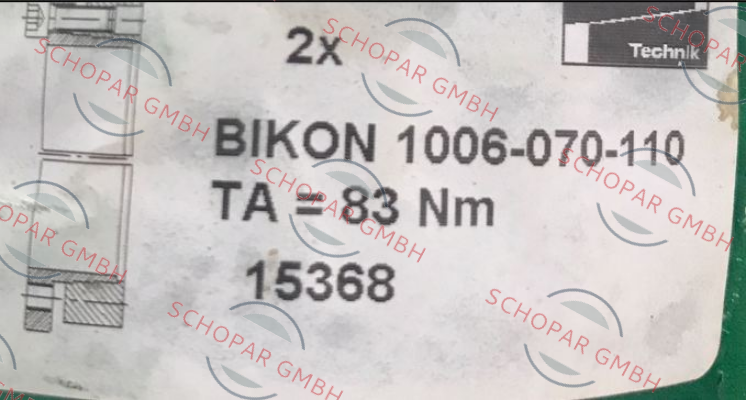 2x
Technik
BIKON 1006-070-110
TA = 83 Nm
15368
SCHOPAR GMBH
SCHOPAR GMBH
SCHOPAR GMBH
SCHOPAR GMBH
SCHOPAR GMBH
SCHOPAR GMBH
SCHOPAR GMBH